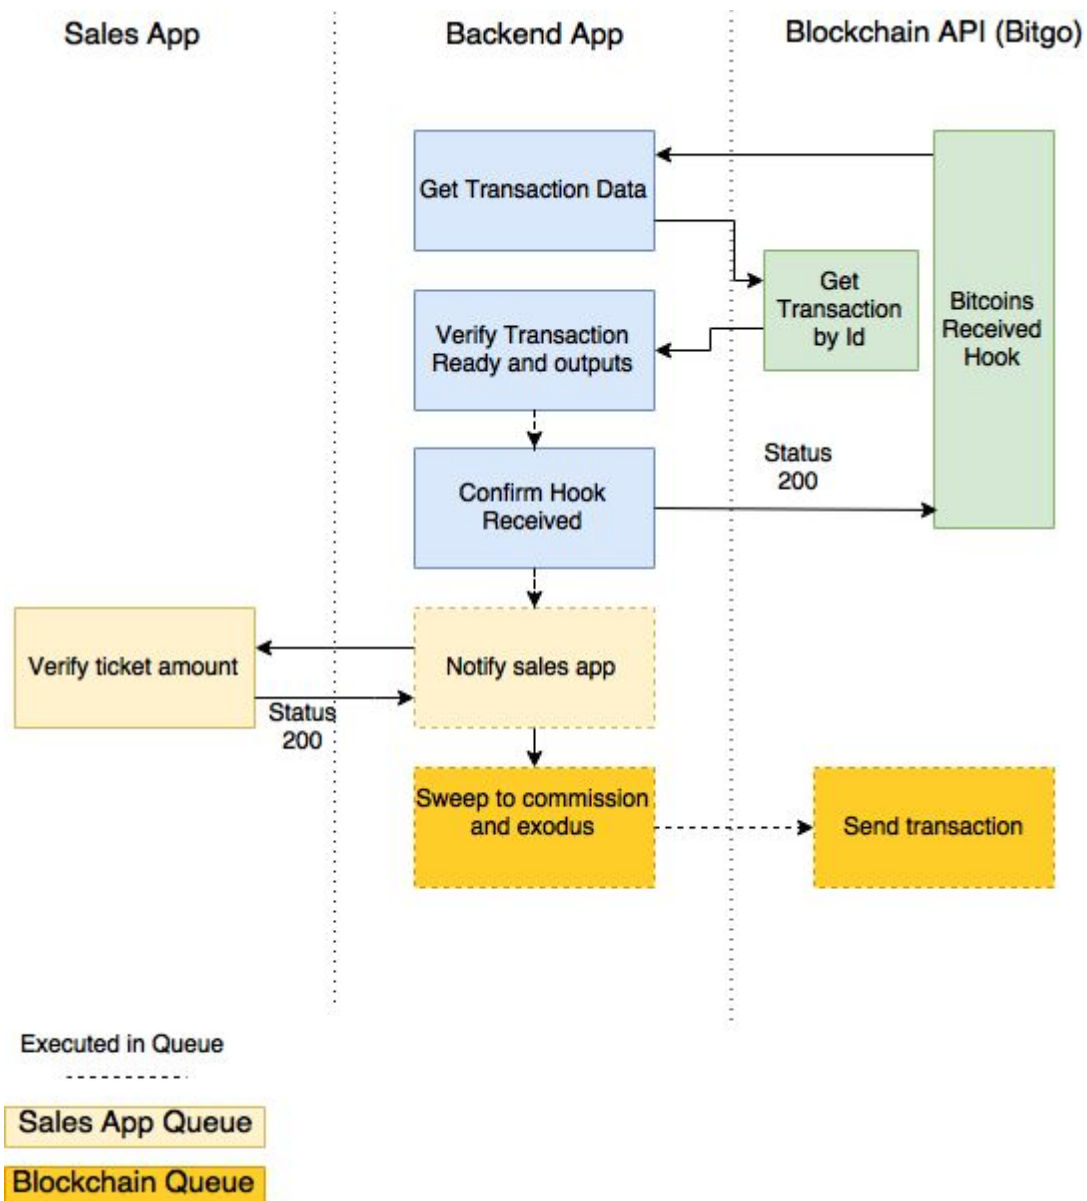 Sales App
Backend App
Blockchain API (Bitgo)
Get Transaction Data
Get
Transaction
by Id
Bitcoins
Received
Hook
Verify Transaction
Ready and outputs
Status
200
Confirm Hook
Received
Verify ticket amount
Notify sales app
Status
200
Sweep to commission
and exodus
Send transaction
Executed in Queue
Sales App Queue
Blockchain Queue